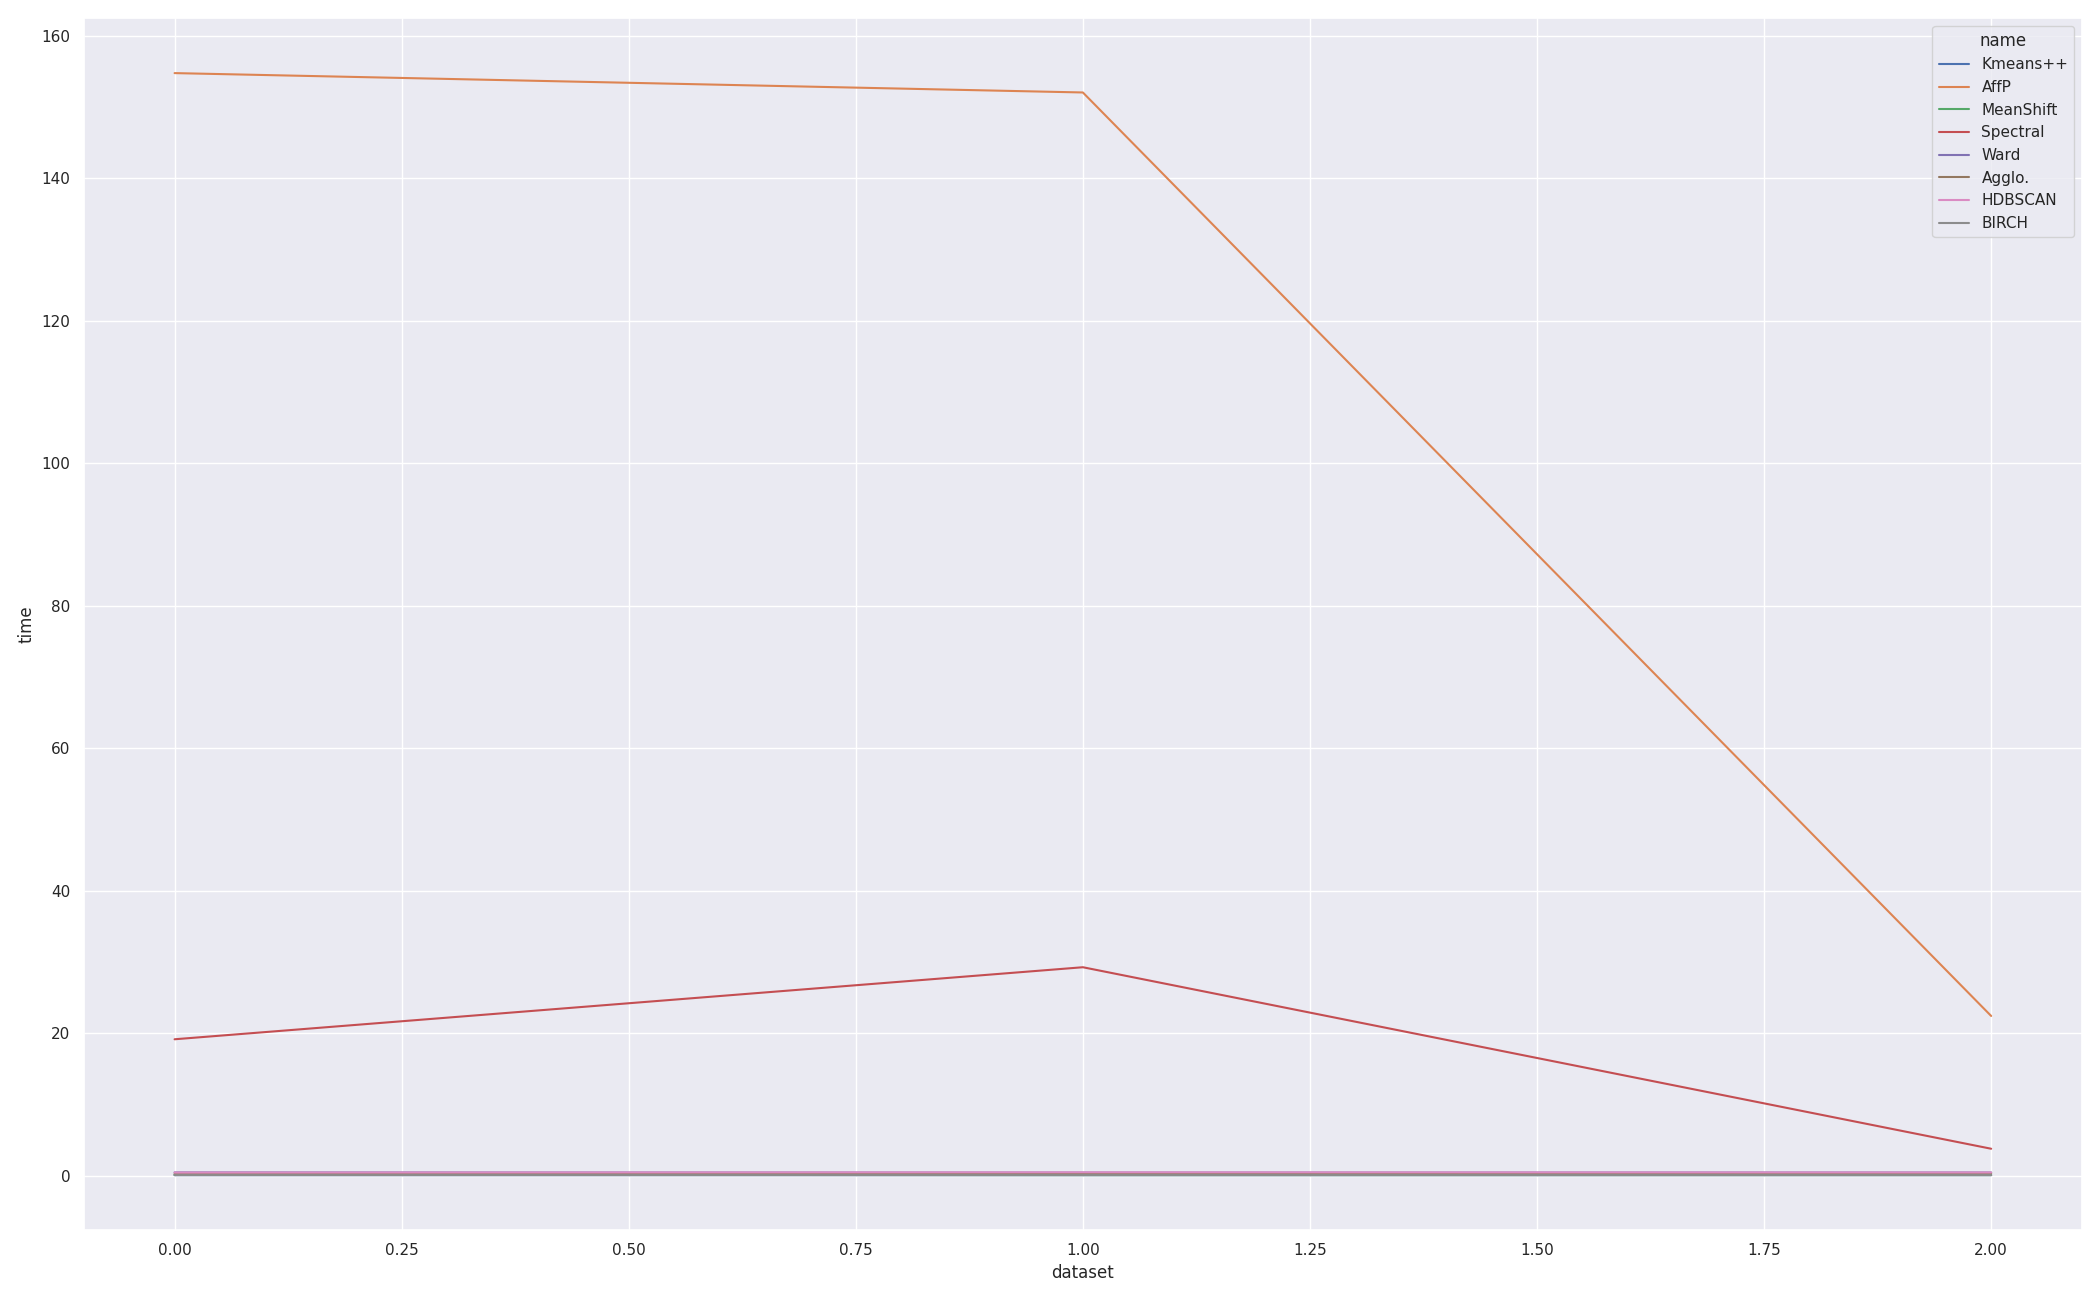 160
140
120
100
80
60
40
20
0
time
0.00 0.25 0.50 0.75 1.00 1.25 1.50 1.75 2.00
dataset
name
Kmeans++
AffP
MeanShift
Spectral
Ward
Agglo.
HDBSCAN
BIRCH